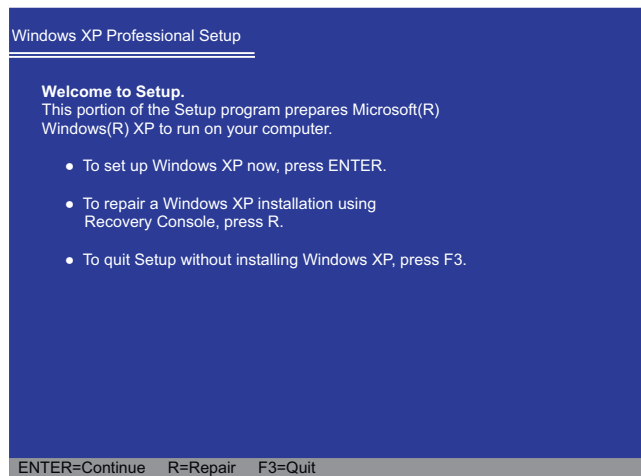 Windows XP Professional Setup
Welcome to Setup.
This portion of the Setup program prepares Microsoft(R)
Windows(R) XP to run on your computer.
● To set up Windows XP now, press ENTER.
● To repair a Windows XP installation using
Recovery Console, press R.
● To quit Setup without installing Windows XP, press F3.
ENTER=Continue R=Repair F3=Quit